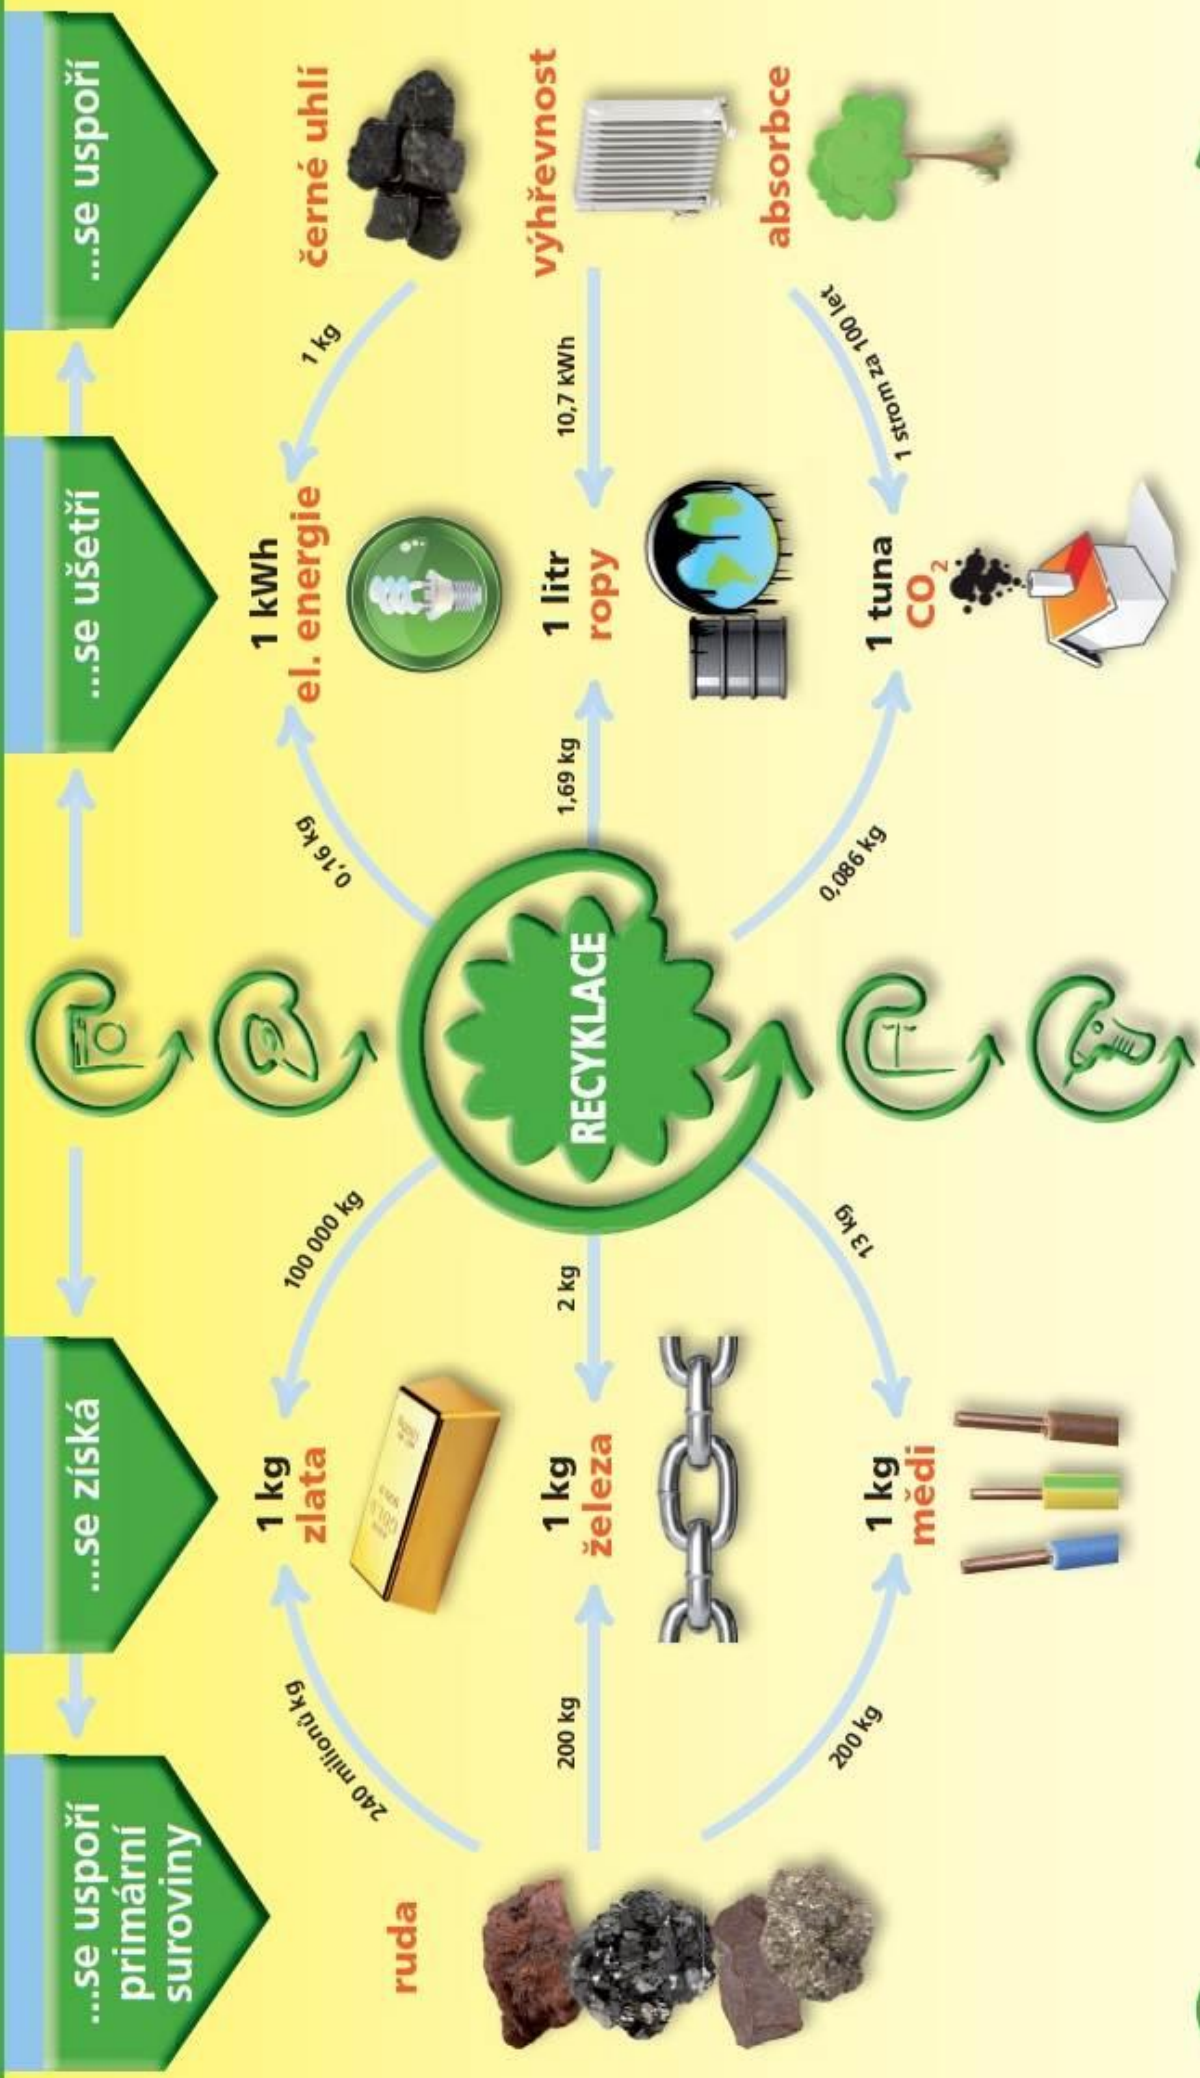 ...se uspoří
primární
suroviny
...se získá
...se ušetří
...se uspoří
ruda
240 milionů kg
200 kg
200 kg
1 kg
zlata
1 kg
železa
1 kg
mědi
100 000 kg
2 kg
13 kg
RECYKLACE
0,16 kg
1,69 kg
0,086 kg
1 kWh
el. energie
1 litr
ropy
1 tuna
CO₂
1 kg
10,7 kWh
1 strom za 100 let
černé uhlí
výhřevnost
absorbce